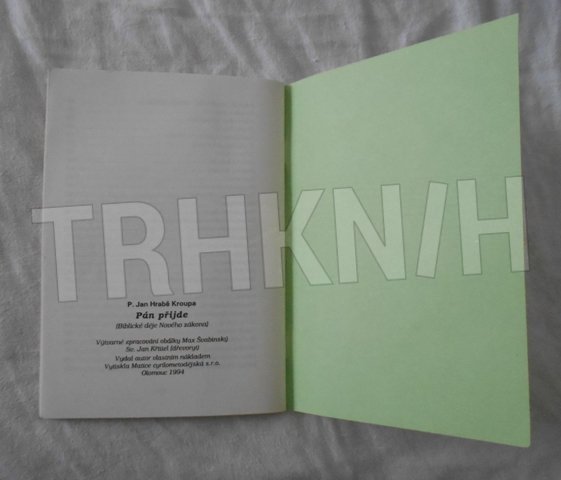 TRHKNIH
P. Jan Hrabě Kroupa
Pán přijde
(Biblické děje Nového zákona)
Výtvarné zpracování obálky Max Švabinský
Sv. Jan Křtitel (dřevoryt)
Vydal autor vlastním nákladem
Vytiskla Matice cyrilometodějská s.r.o.
Olomouc 1994